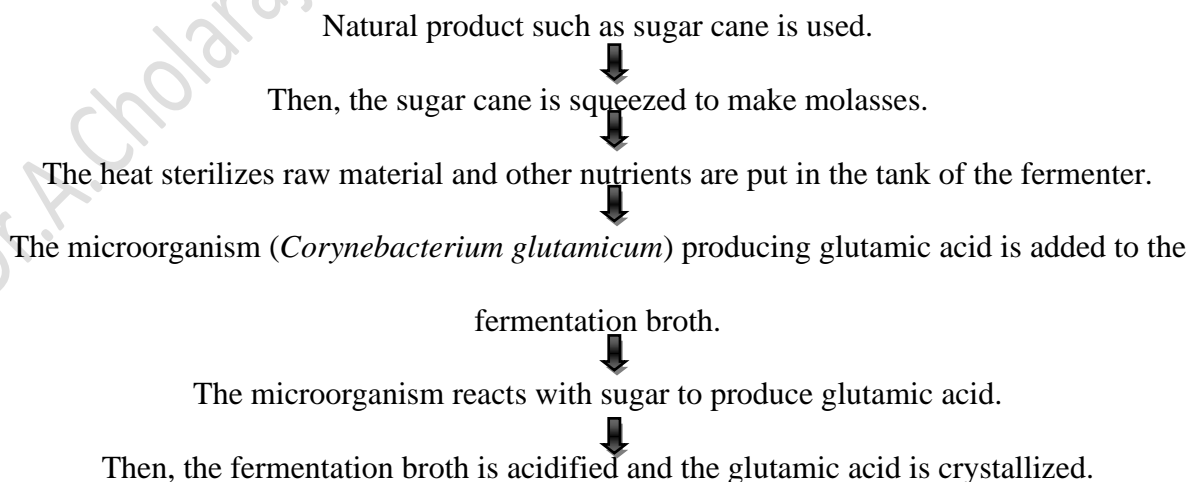 Natural product such as sugar cane is used.
Then, the sugar cane is squeezed to make molasses.
The heat sterilizes raw material and other nutrients are put in the tank of the fermenter.
The microorganism (Corynebacterium glutamicum) producing glutamic acid is added to the
fermentation broth.
The microorganism reacts with sugar to produce glutamic acid.
Then, the fermentation broth is acidified and the glutamic acid is crystallized.